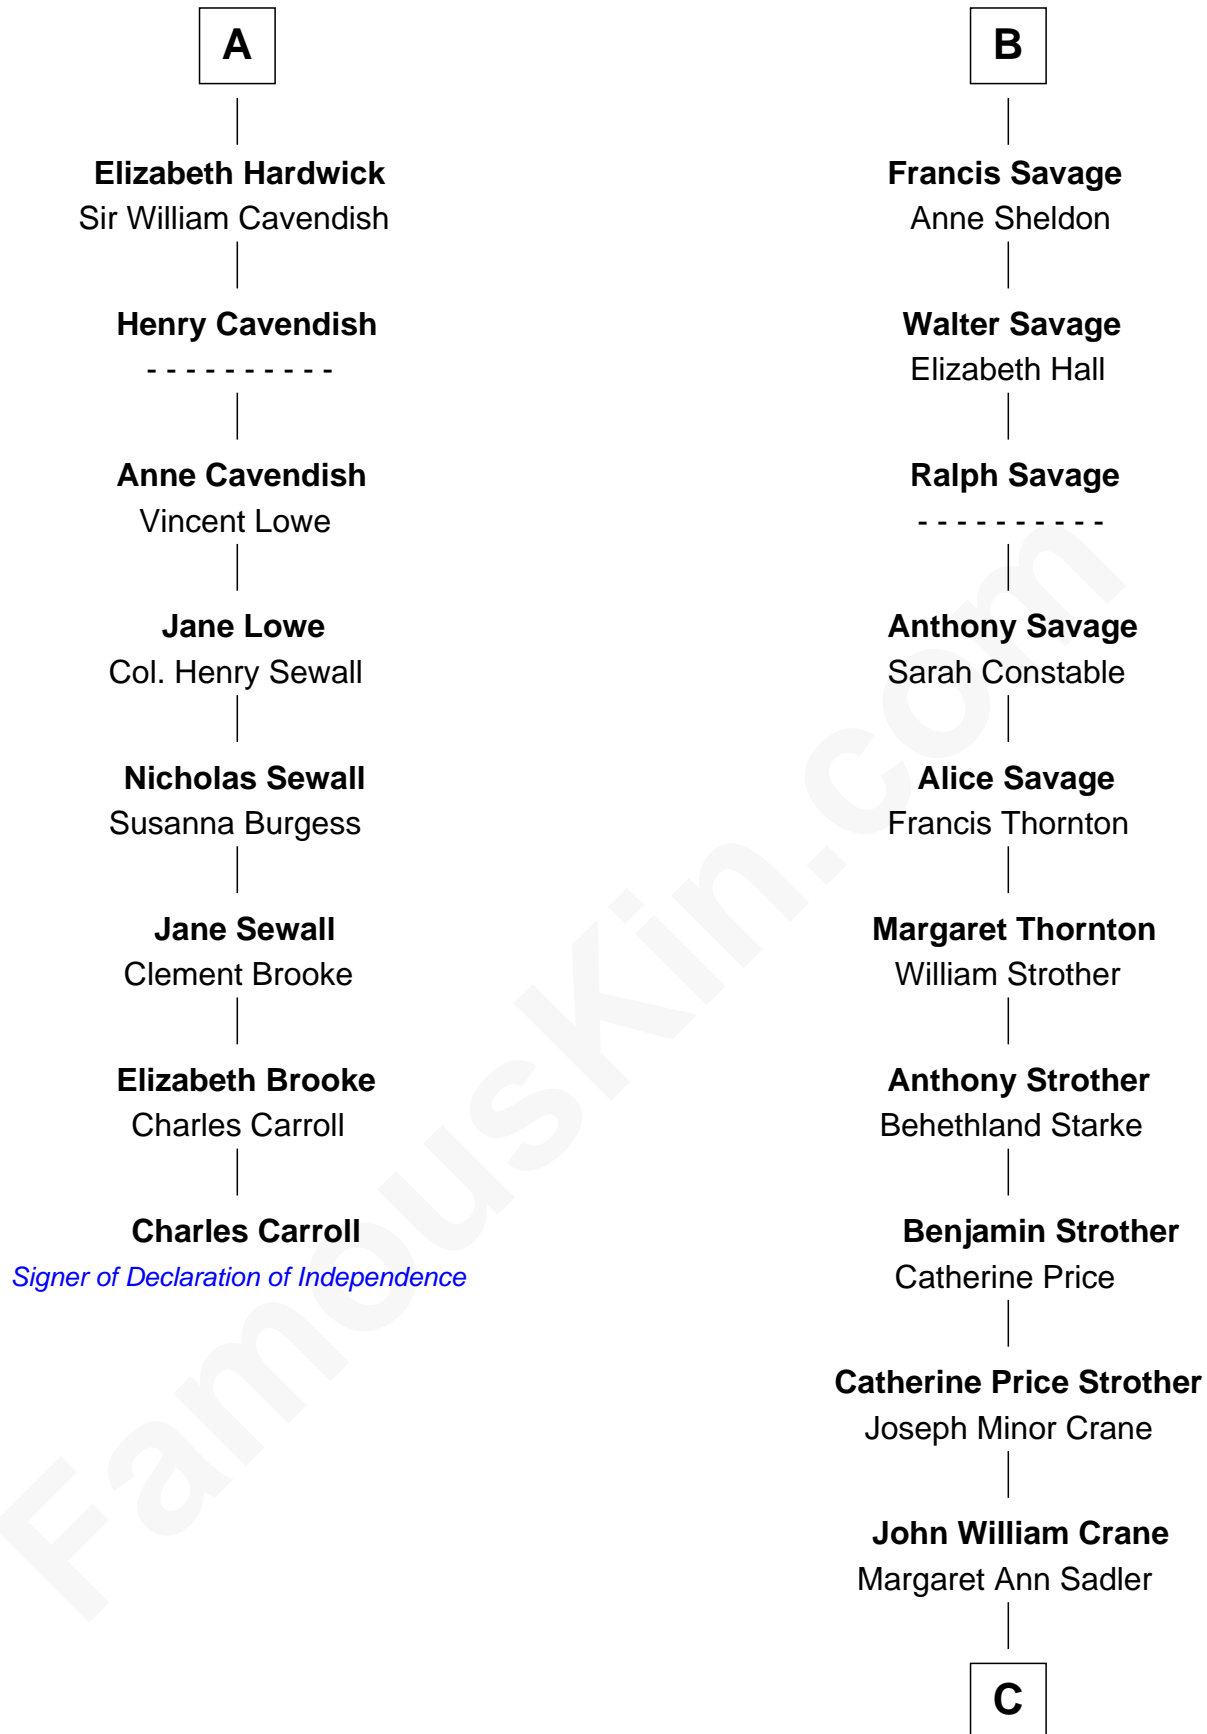 A
Elizabeth Hardwick
Sir William Cavendish
Henry Cavendish
- - - - - - - - - -
Anne Cavendish
Vincent Lowe
Jane Lowe
Col. Henry Sewall
Nicholas Sewall
Susanna Burgess
Jane Sewall
Clement Brooke
Elizabeth Brooke
Charles Carroll
Charles Carroll
Signer of Declaration of Independence
B
Francis Savage
Anne Sheldon
Walter Savage
Elizabeth Hall
Ralph Savage
- - - - - - - - - -
Anthony Savage
Sarah Constable
Alice Savage
Francis Thornton
Margaret Thornton
William Strother
Anthony Strother
Behethland Starke
Benjamin Strother
Catherine Price
Catherine Price Strother
Joseph Minor Crane
John William Crane
Margaret Ann Sadler
C
FamousKin.com